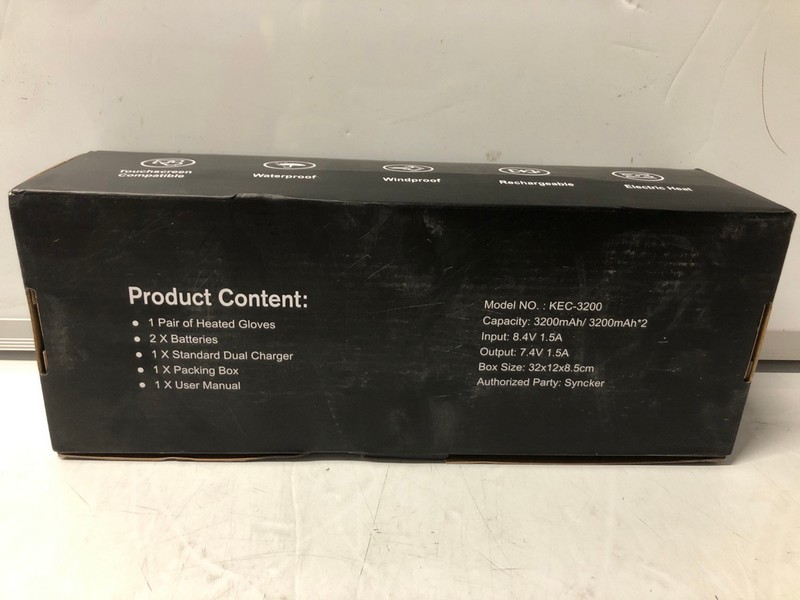 Touchscreen
Compatible
Waterproof
Windproof
Rechargeable
Electric Heat
Product Content:
● 1 Pair of Heated Gloves
● 2 X Batteries
● 1 X Standard Dual Charger
● 1 X Packing Box
● 1 X User Manual
Model NO. : KEC-3200
Capacity: 3200mAh/ 3200mAh*2
Input: 8.4V 1.5A
Output: 7.4V 1.5A
Box Size: 32x12x8.5cm
Authorized Party: Syncker